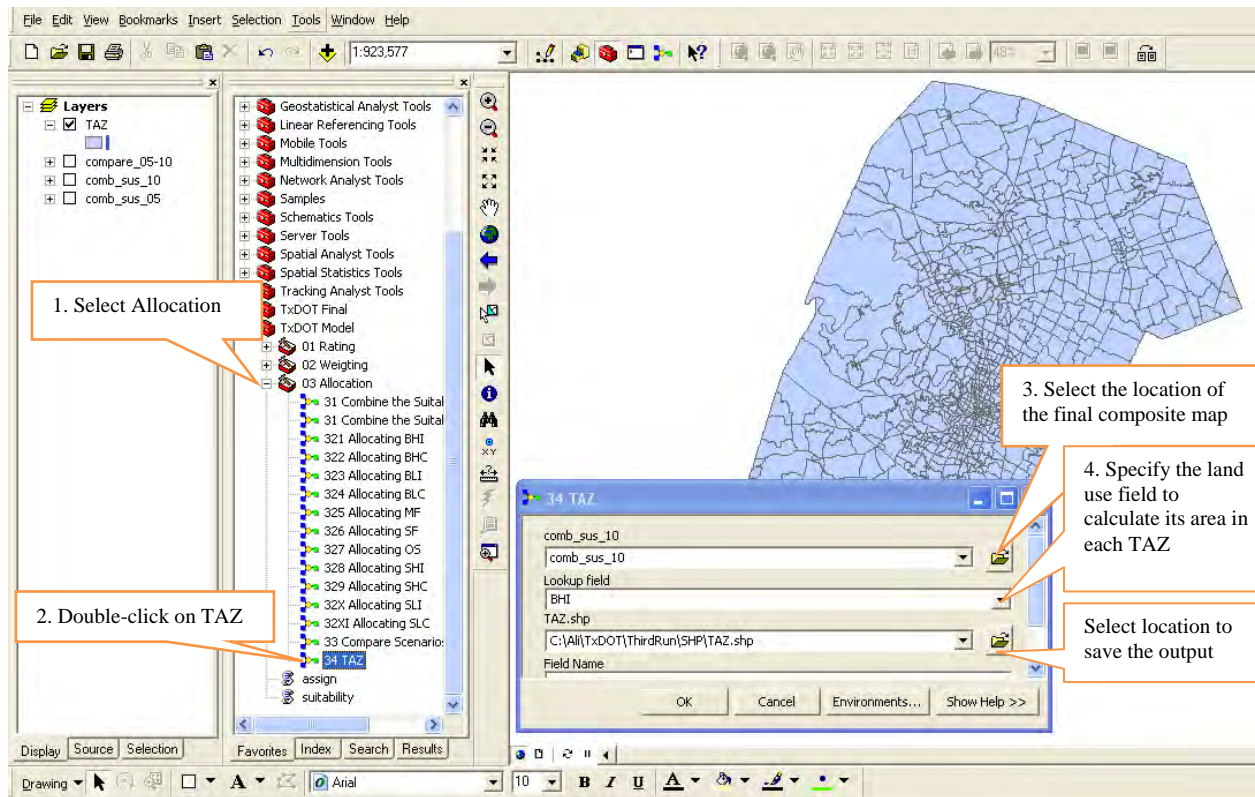 File Edit View Bookmarks Insert Selection Tools Window Help
1:923,577
48%
Layers
TAZ
compare_05-10
comb_sus_10
comb_sus_05
Display Source Selection
Geostatistical Analyst Tools
Linear Referencing Tools
Mobile Tools
Multidimension Tools
Network Analyst Tools
Samples
Schematics Tools
Server Tools
Spatial Analyst Tools
Spatial Statistics Tools
Tracking Analyst Tools
TxDOT Final
TxDOT Model
01 Rating
02 Weigting
03 Allocation
31 Combine the Suital
31 Combine the Suital
321 Allocating BHI
322 Allocating BHC
323 Allocating BLI
324 Allocating BLC
325 Allocating MF
326 Allocating SF
327 Allocating OS
328 Allocating SHI
329 Allocating SHC
32X Allocating SLI
32XI Allocating SLC
33 Compare Scenario:
34 TAZ
assign
suitability
Favorites Index Search Results
XY
1. Select Allocation
2. Double-click on TAZ
3. Select the location of
the final composite map
4. Specify the land
use field to
calculate its area in
each TAZ
Select location to
save the output
34 TAZ
comb_sus_10
comb_sus_10
Lookup field
BHI
TAZ.shp
C:\Ali\TxDOT\ThirdRun\SHP\TAZ.shp
Field Name
OK Cancel Environments... Show Help >>
Drawing A Arial 10 B I U A